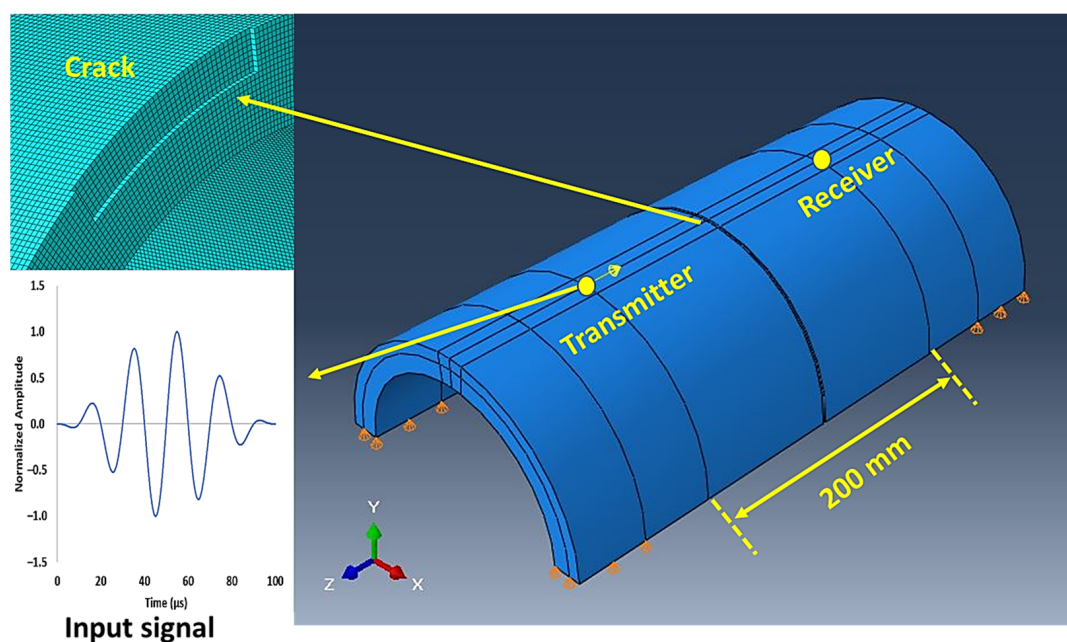 Crack
Receiver
Transmitter
200 mm
Y
Z
X
1.5
1.0
0.5
0.0
−0.5
−1.0
−1.5
Normalized Amplitude
0
20
40
60
80
100
Time (μs)
Input signal